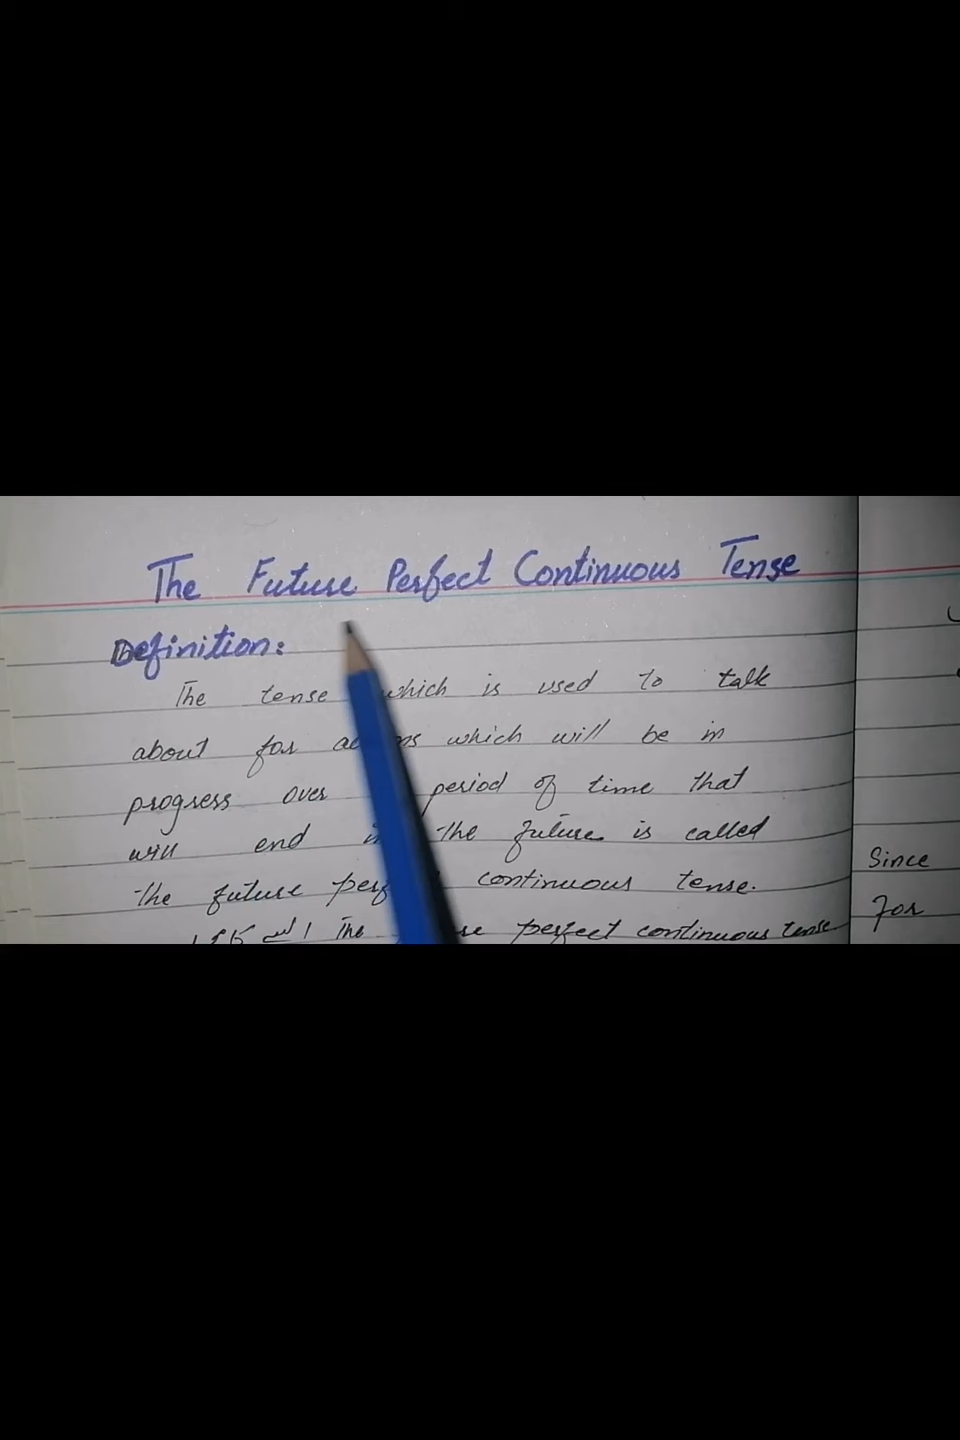 The Future Perfect Continuous Tense
Definition:
The tense which is used to talk
about for which will be in
progress over period of time that
will end the future is called
the future continuous tense.
The perfect continuous tense
Since
For